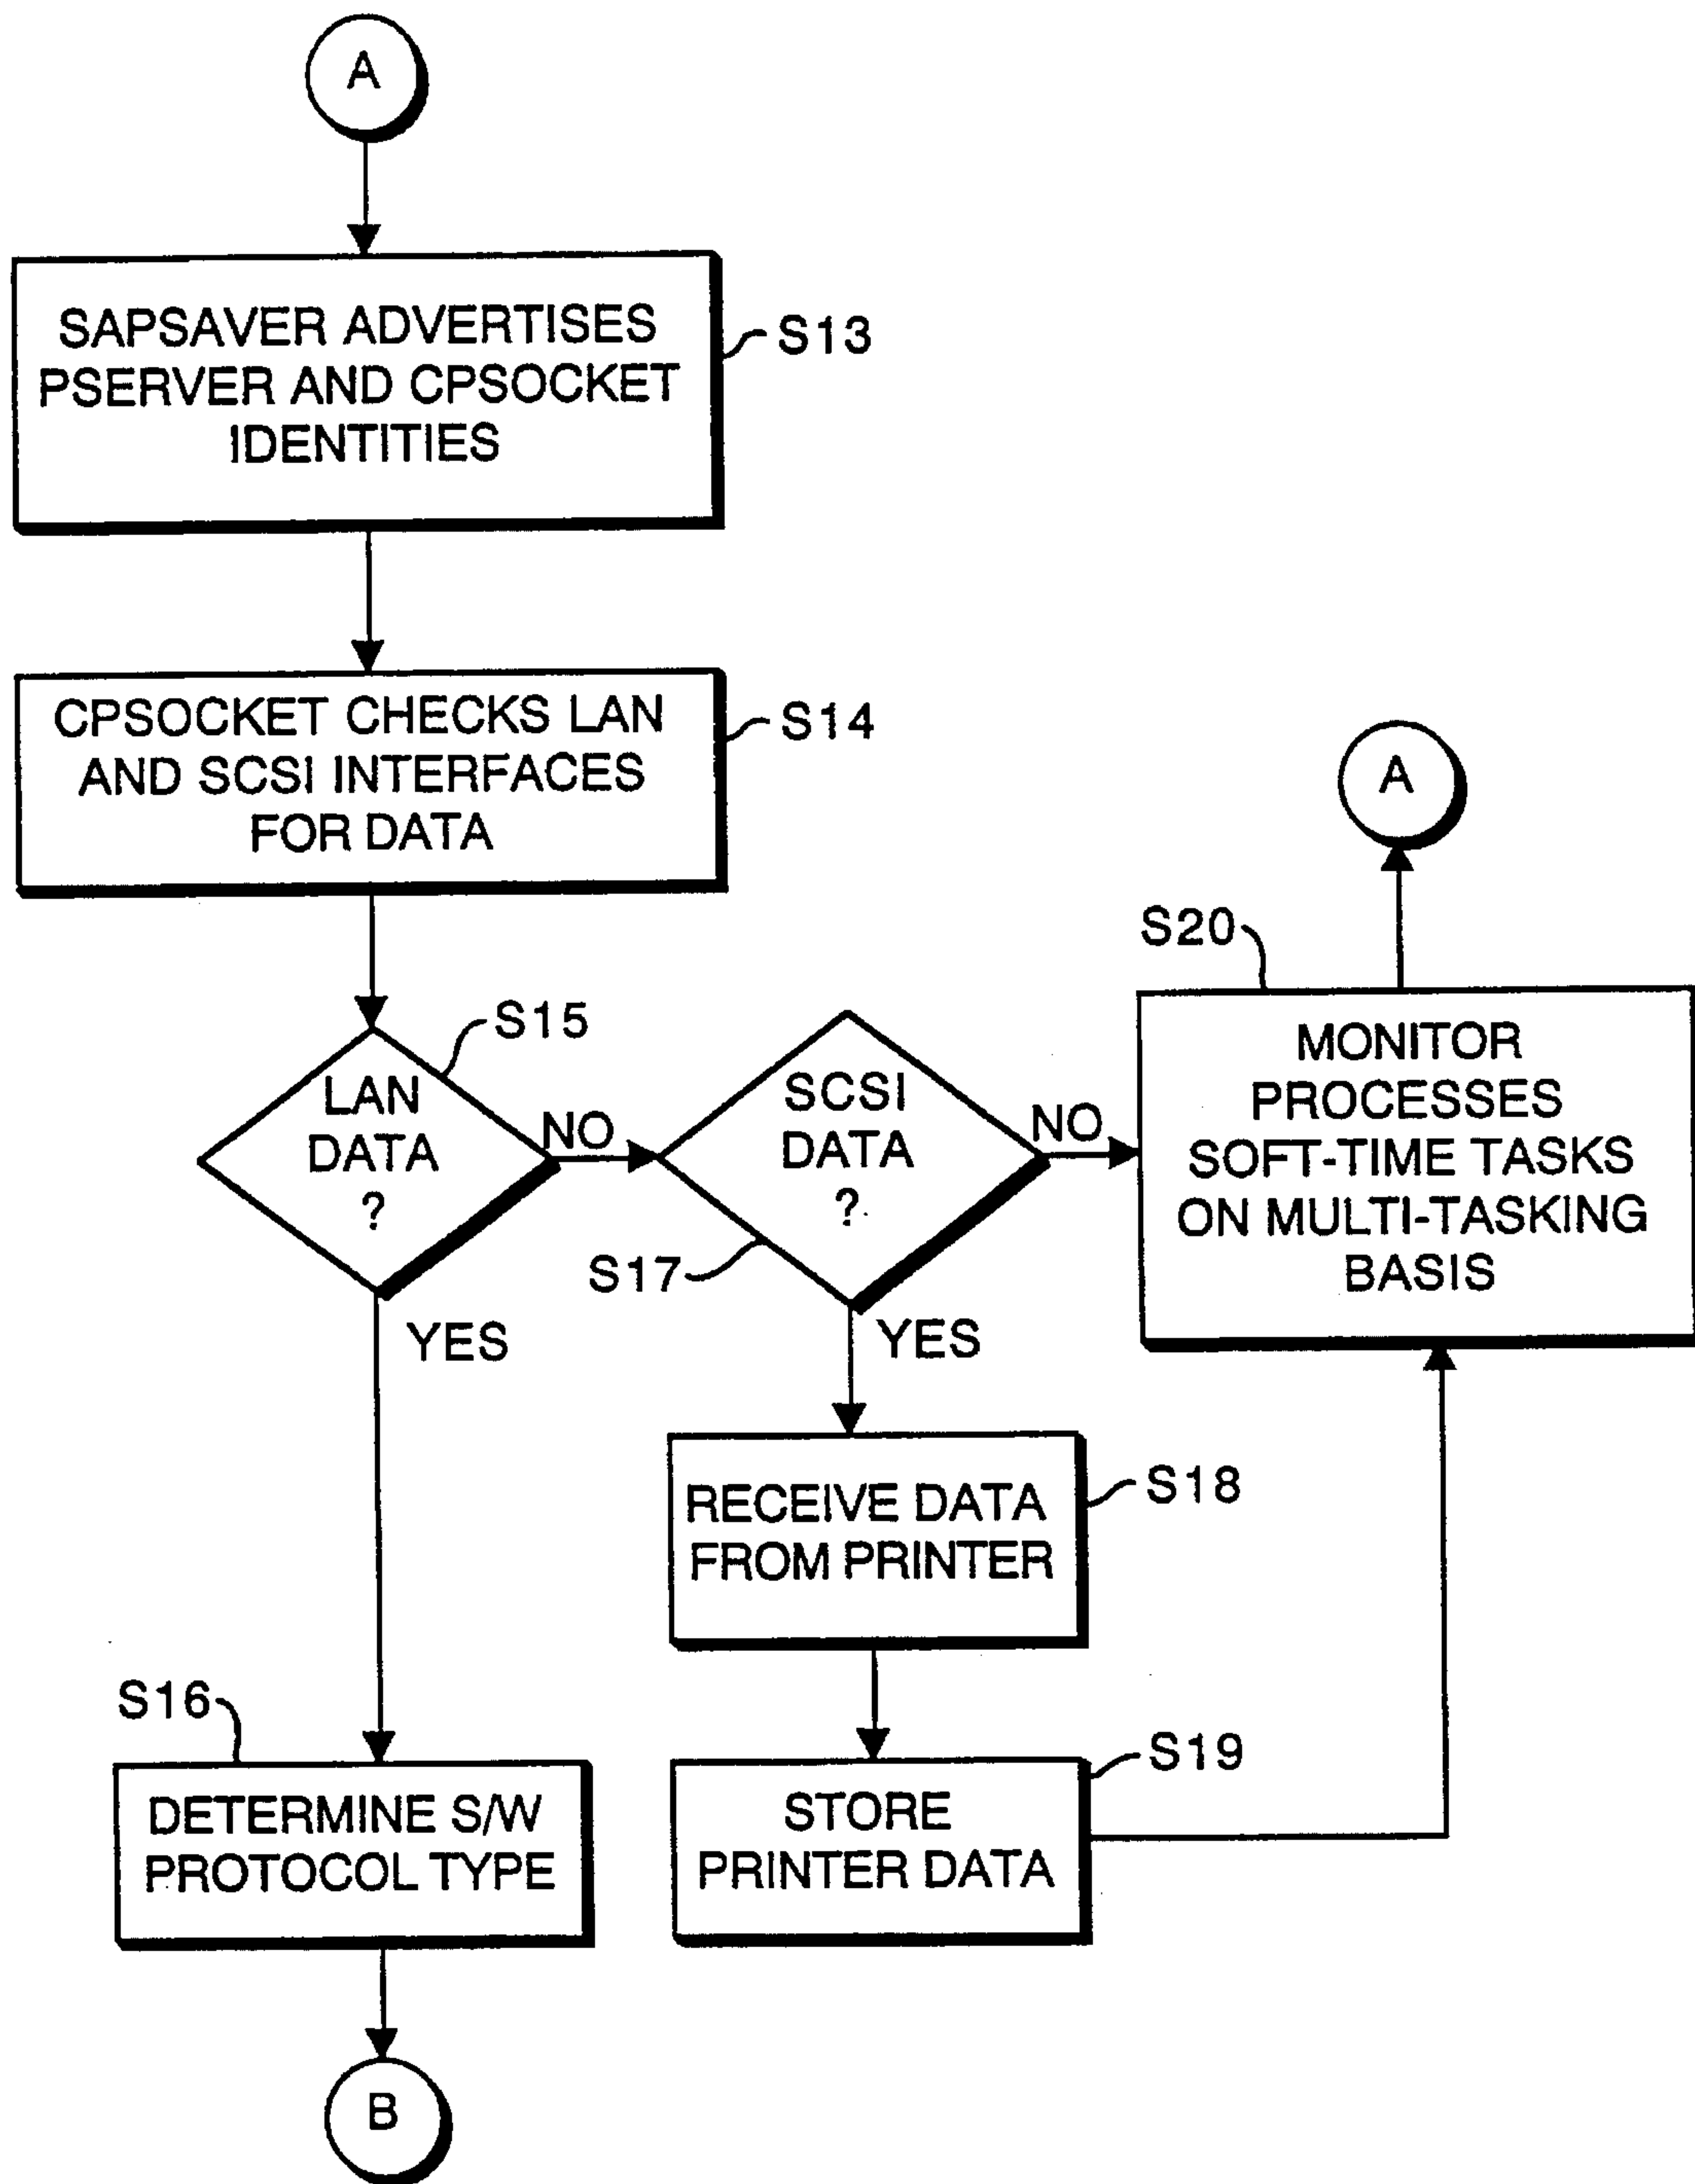 A
SAPSAVER ADVERTISES
PSERVER AND CPSOCKET
IDENTITIES
S13
CPSOCKET CHECKS LAN
AND SCSI INTERFACES
FOR DATA
S14
LAN
DATA
?
S15
NO
YES
SCSI
DATA
?
S17
NO
YES
A
S20
MONITOR
PROCESSES
SOFT-TIME TASKS
ON MULTI-TASKING
BASIS
RECEIVE DATA
FROM PRINTER
S18
S16
DETERMINE S/W
PROTOCOL TYPE
STORE
PRINTER DATA
S19
B